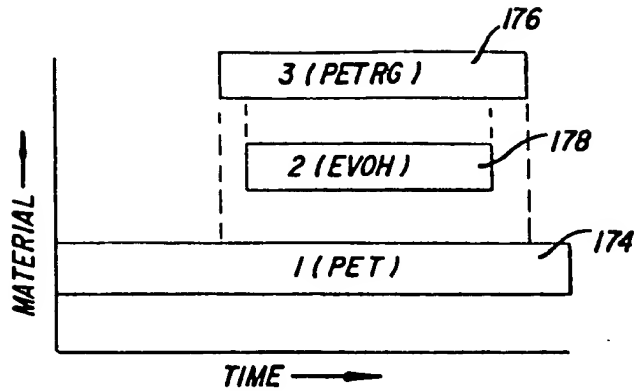 176
3 (PETRG)
2 (EVOH)
178
174
1 (PET)
MATERIAL
TIME